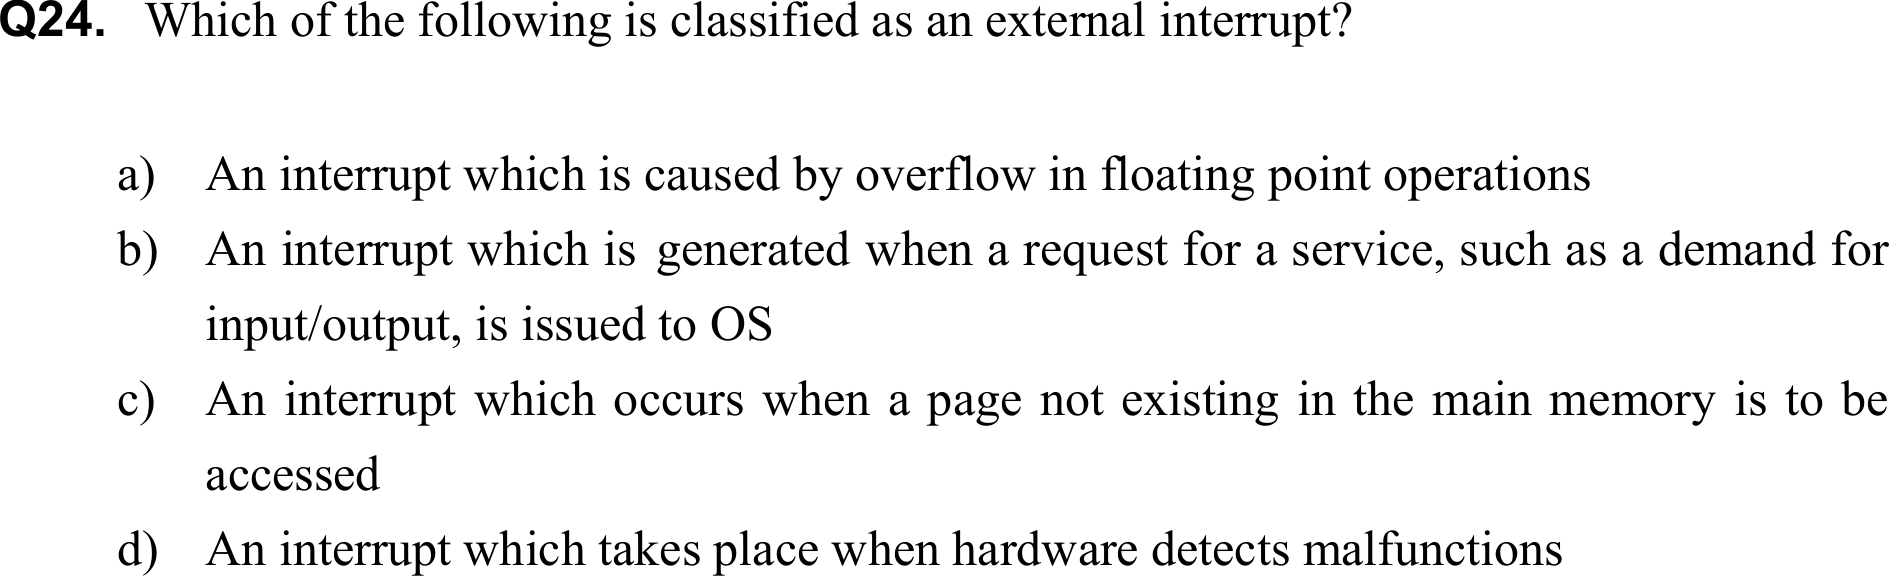 Q24. Which of the following is classified as an external interrupt?
a) An interrupt which is caused by overflow in floating point operations
b) An interrupt which is generated when a request for a service, such as a demand for
input/output, is issued to OS
c) An interrupt which occurs when a page not existing in the main memory is to be
accessed
d) An interrupt which takes place when hardware detects malfunctions